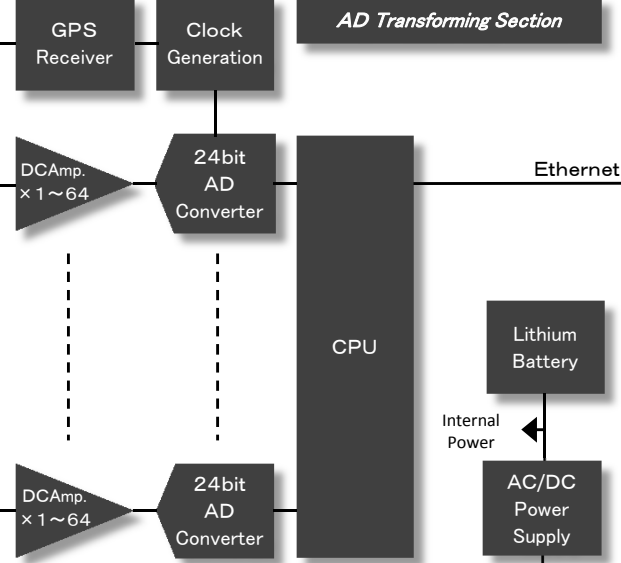 GPS
Receiver
Clock
Generation
AD Transforming Section
DCAmp.
×1～64
24bit
AD
Converter
Ethernet
CPU
Lithium
Battery
Internal
Power
DCAmp.
×1～64
24bit
AD
Converter
AC/DC
Power
Supply